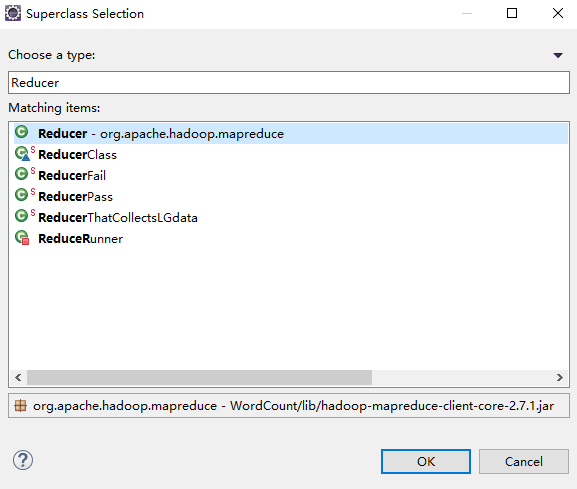 Superclass Selection
Choose a type:
Reducer
Matching items:
Reducer - org.apache.hadoop.mapreduce
ReducerClass
ReducerFail
ReducerPass
ReducerThatCollectsLGdata
ReduceRunner
org.apache.hadoop.mapreduce - WordCount/lib/hadoop-mapreduce-client-core-2.7.1.jar
OK Cancel